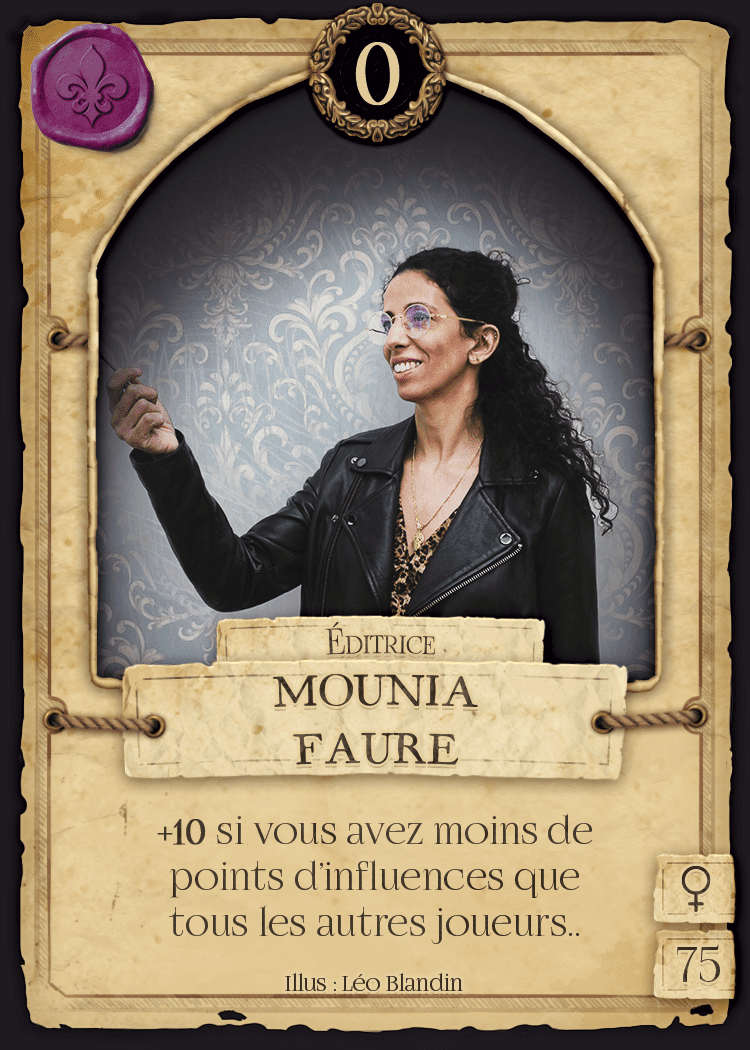 0
ÉDITRICE
MOUNIA
FAURE
+10 si vous avez moins de
points d'influences que
tous les autres joueurs..
♀
75
Illus : Léo Blandin